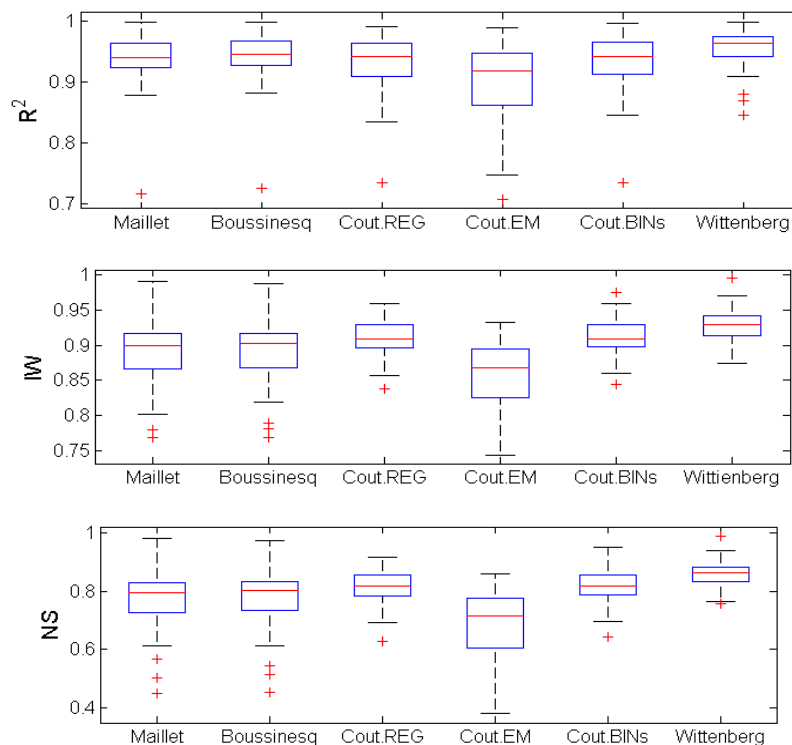 1
0.9
0.8
0.7
R²
Maillet Boussinesq Cout.REG Cout.EM Cout.BINs Wittenberg
1
0.95
0.9
0.85
0.8
0.75
IW
Maillet Boussinesq Cout.REG Cout.EM Cout.BINs Wittienberg
1
0.8
0.6
0.4
NS
Maillet Boussinesq Cout.REG Cout.EM Cout.BINs Wittenberg